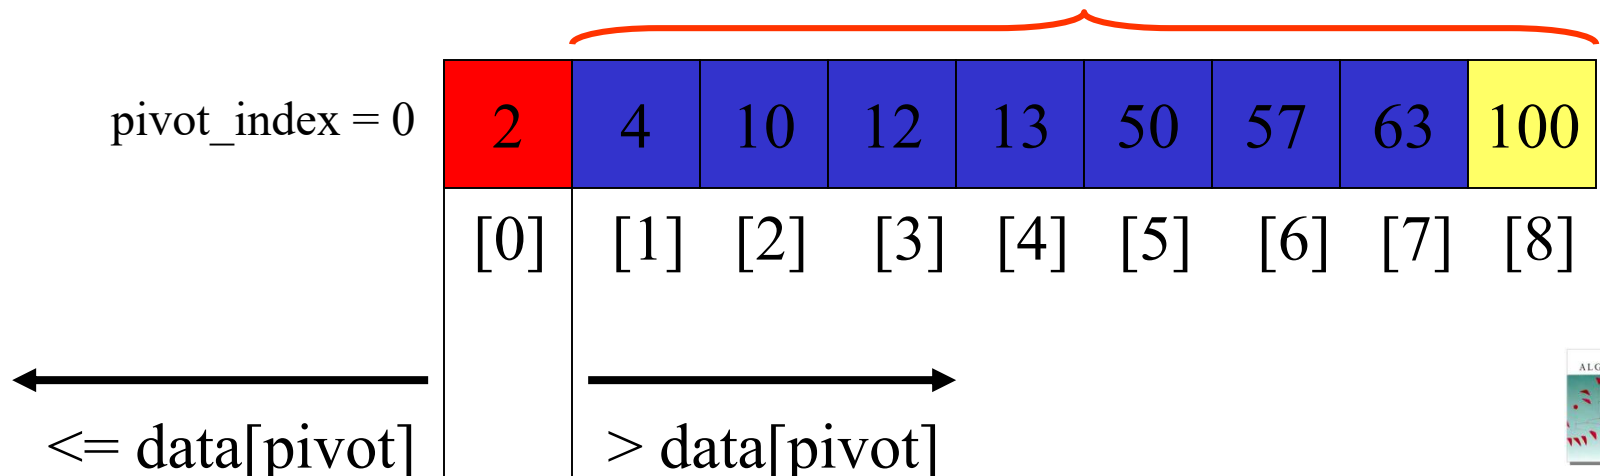 pivot_index = 0 2 4 10 12 13 50 57 63 100
[0] [1] [2] [3] [4] [5] [6] [7] [8]
<= data[pivot] > data[pivot]